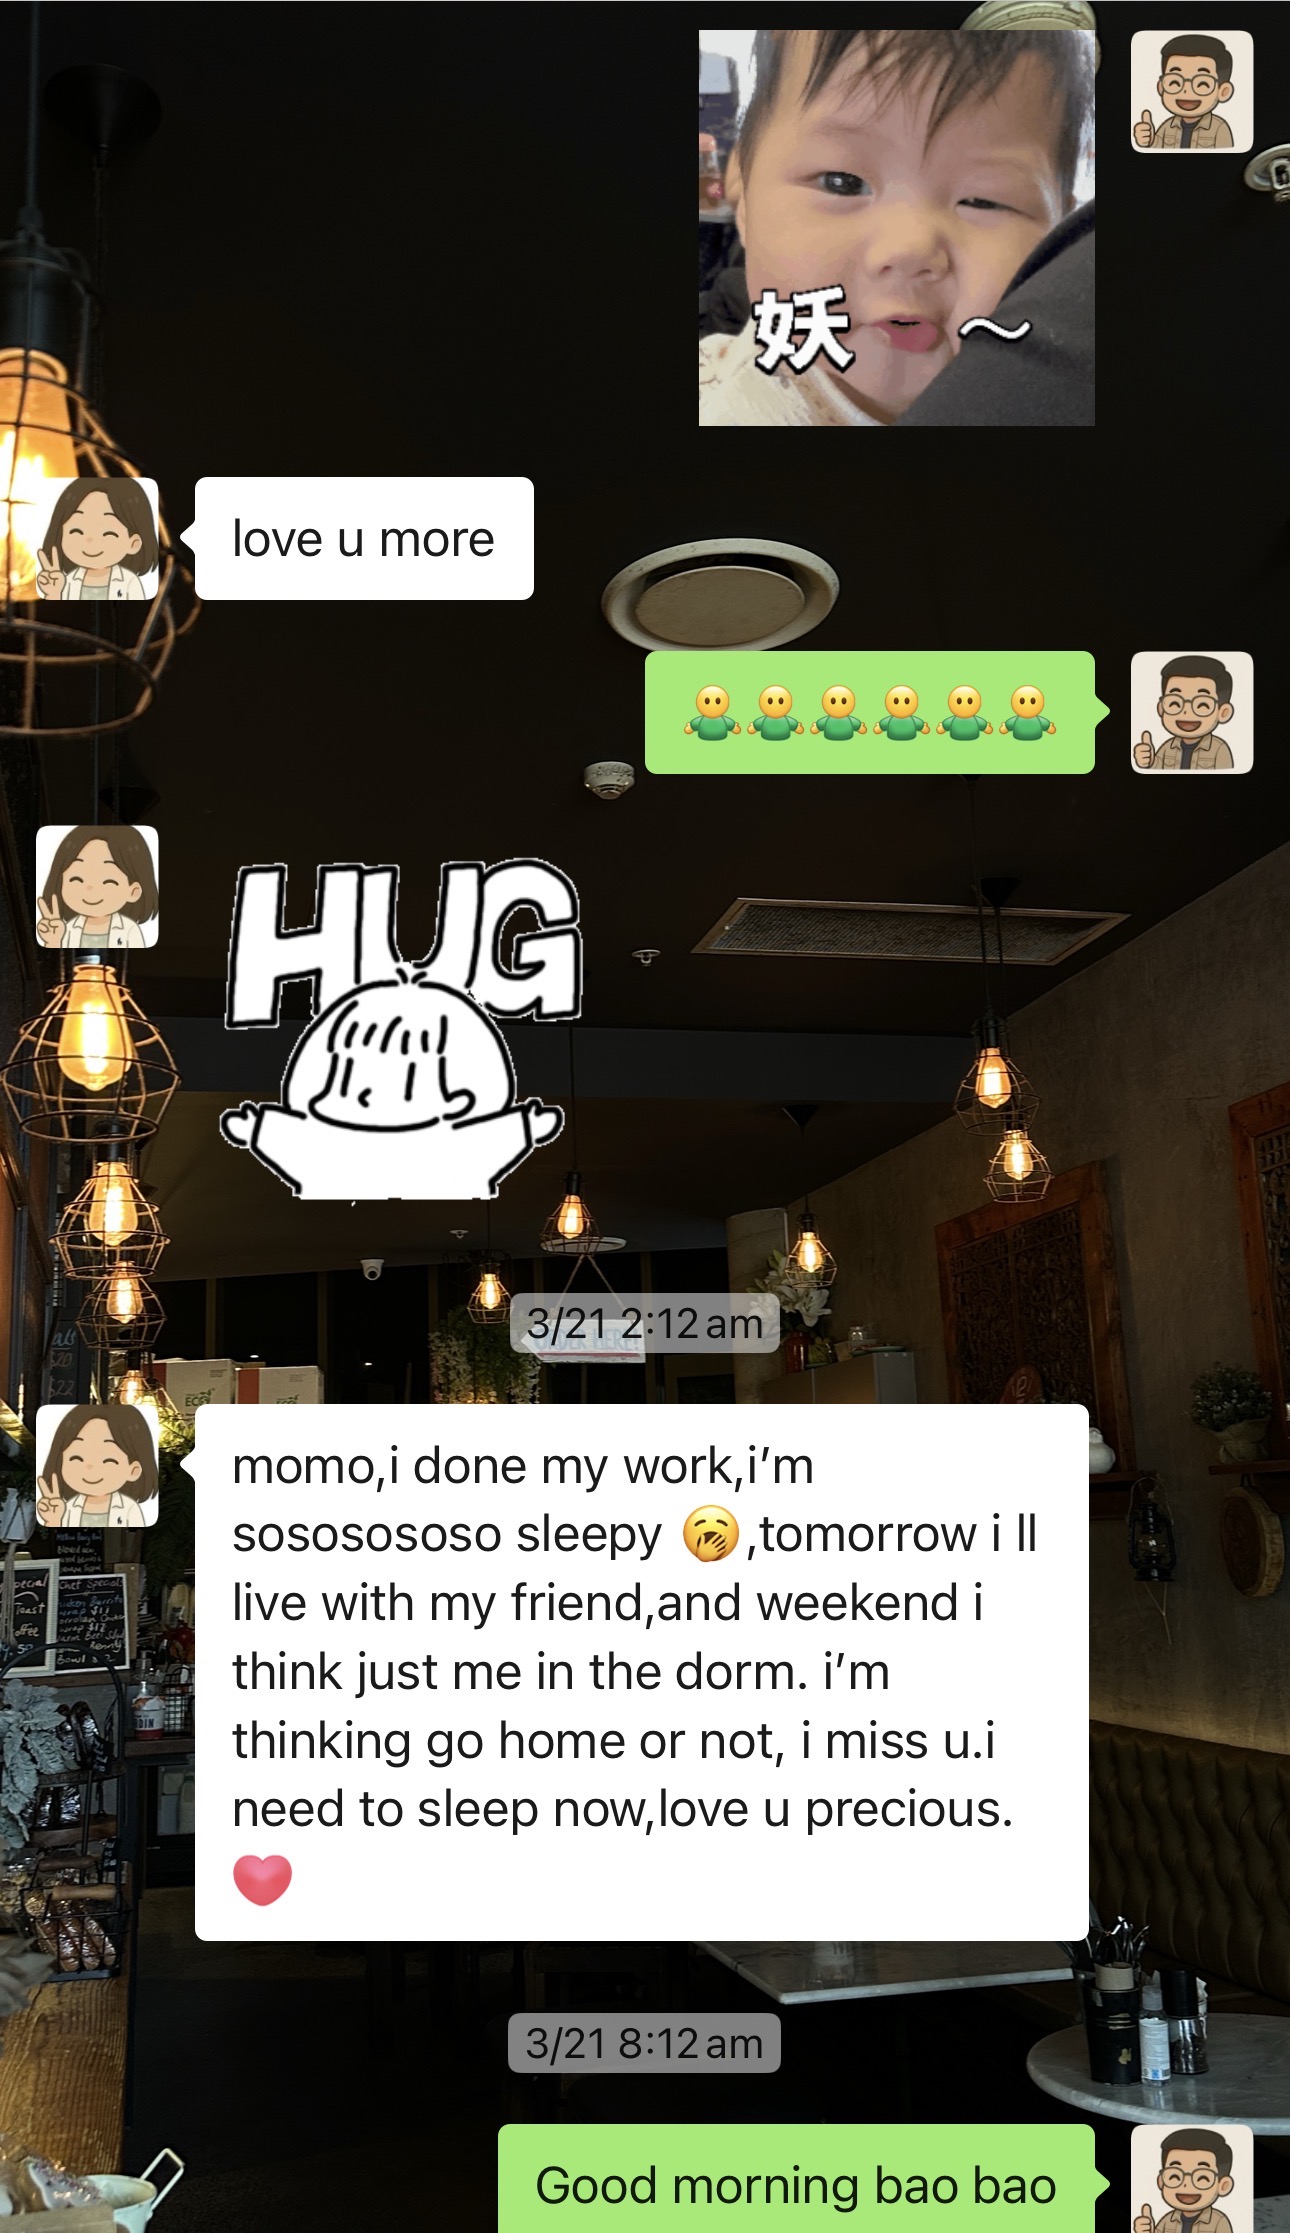 妖～
love u more
🫷🫷🫷🫷🫷🫷
HUG
3/21 2:12 am
momo,i done my work,i’m
sosososososo sleepy 🥱,tomorrow i ll
live with my friend,and weekend i
think just me in the dorm. i’m
thinking go home or not, i miss u.i
need to sleep now,love u precious.
❤️
3/21 8:12 am
Good morning bao bao